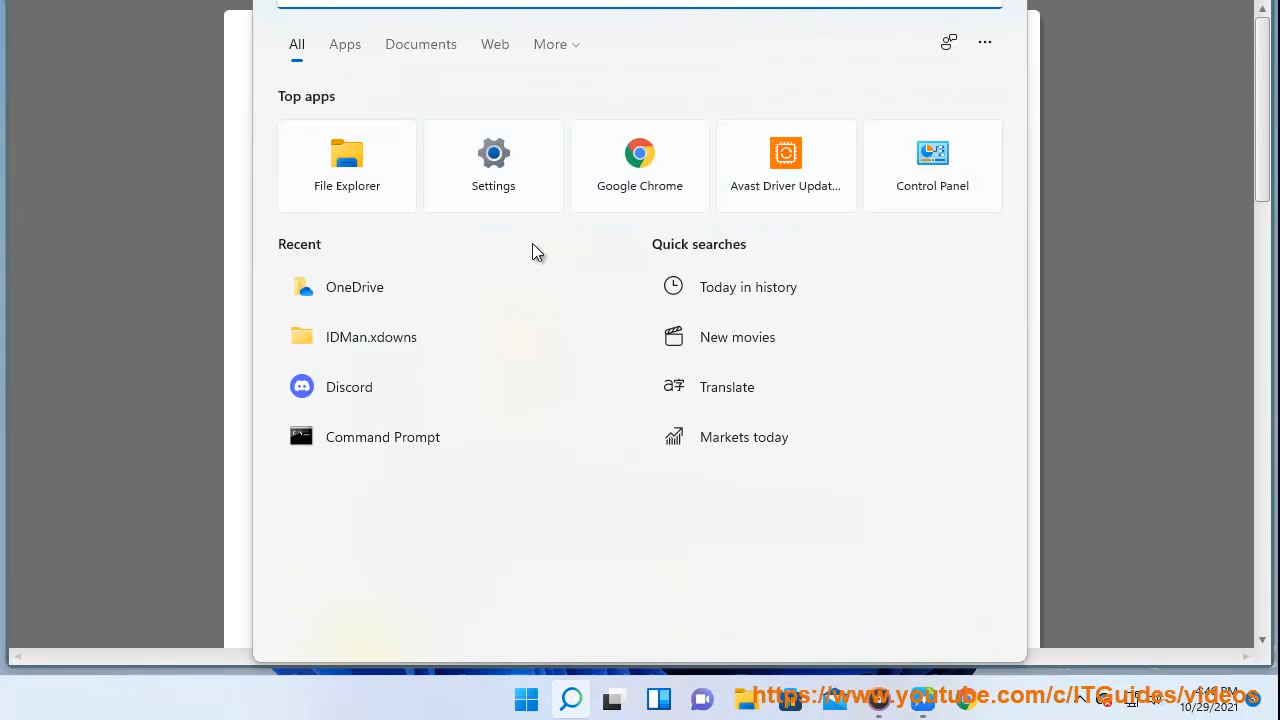 All Apps Documents Web More
Top apps
File Explorer Settings Google Chrome Avast Driver Updat... Control Panel
Recent Quick searches
OneDrive Today in history
IDMan.xdowns New movies
Discord Translate
Command Prompt Markets today
https://www.youtube.com/c/ITGuides/videos
10/29/2021